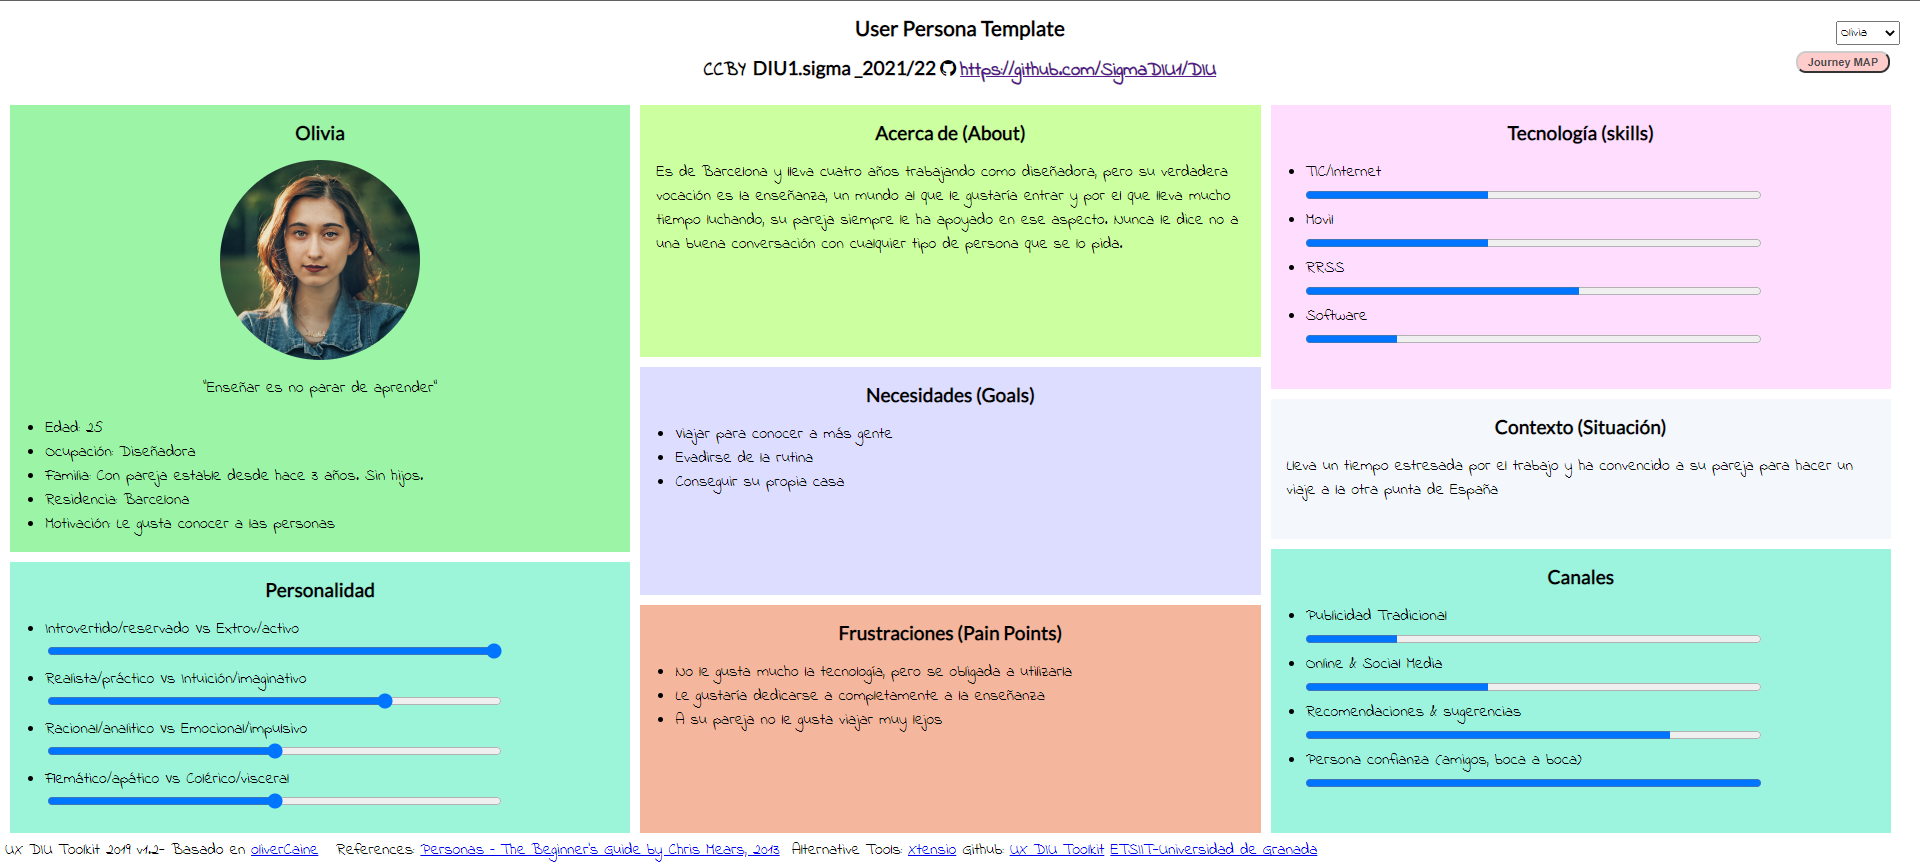 User Persona Template
Olivia
CCBY DIU1.sigma _2021/22 https://github.com/SigmaDIU1/DIU
Journey MAP
Olivia
"Enseñar es no parar de aprender"
Edad: 25
Ocupación: Diseñadora
Familia: Con pareja estable desde hace 3 años. Sin hijos.
Residencia: Barcelona
Motivación: Le gusta conocer a las personas
Personalidad
Introvertido/reservado Vs Extrov/activo
Realista/práctico Vs Intuición/imaginativo
Racional/analítico Vs Emocional/impulsivo
Flemático/apático Vs Colérico/visceral
Acerca de (About)
Es de Barcelona y lleva cuatro años trabajando como diseñadora, pero su verdadera
vocación es la enseñanza, un mundo al que le gustaría entrar y por el que lleva mucho
tiempo luchando, su pareja siempre le ha apoyado en ese aspecto. Nunca le dice no a
una buena conversación con cualquier tipo de persona que se lo pida.
Necesidades (Goals)
Viajar para conocer a más gente
Evadirse de la rutina
Conseguir su propia casa
Frustraciones (Pain Points)
No le gusta mucho la tecnología, pero se obligada a utilizarla
Le gustaría dedicarse a completamente a la enseñanza
A su pareja no le gusta viajar muy lejos
Tecnología (skills)
TIC/Internet
Movil
RRSS
Software
Contexto (Situación)
Lleva un tiempo estresada por el trabajo y ha convencido a su pareja para hacer un
viaje a la otra punta de España
Canales
Publicidad Tradicional
Online & Social Media
Recomendaciones & sugerencias
Persona confianza (amigos, boca a boca)
UX DIU Toolkit 2019 v1.2- Basado en oliverCaine References: Personas - The Beginner's Guide by Chris Mears, 2013 Alternative Tools: Xtensio Github: UX DIU Toolkit ETSIIT-Universidad de Granada